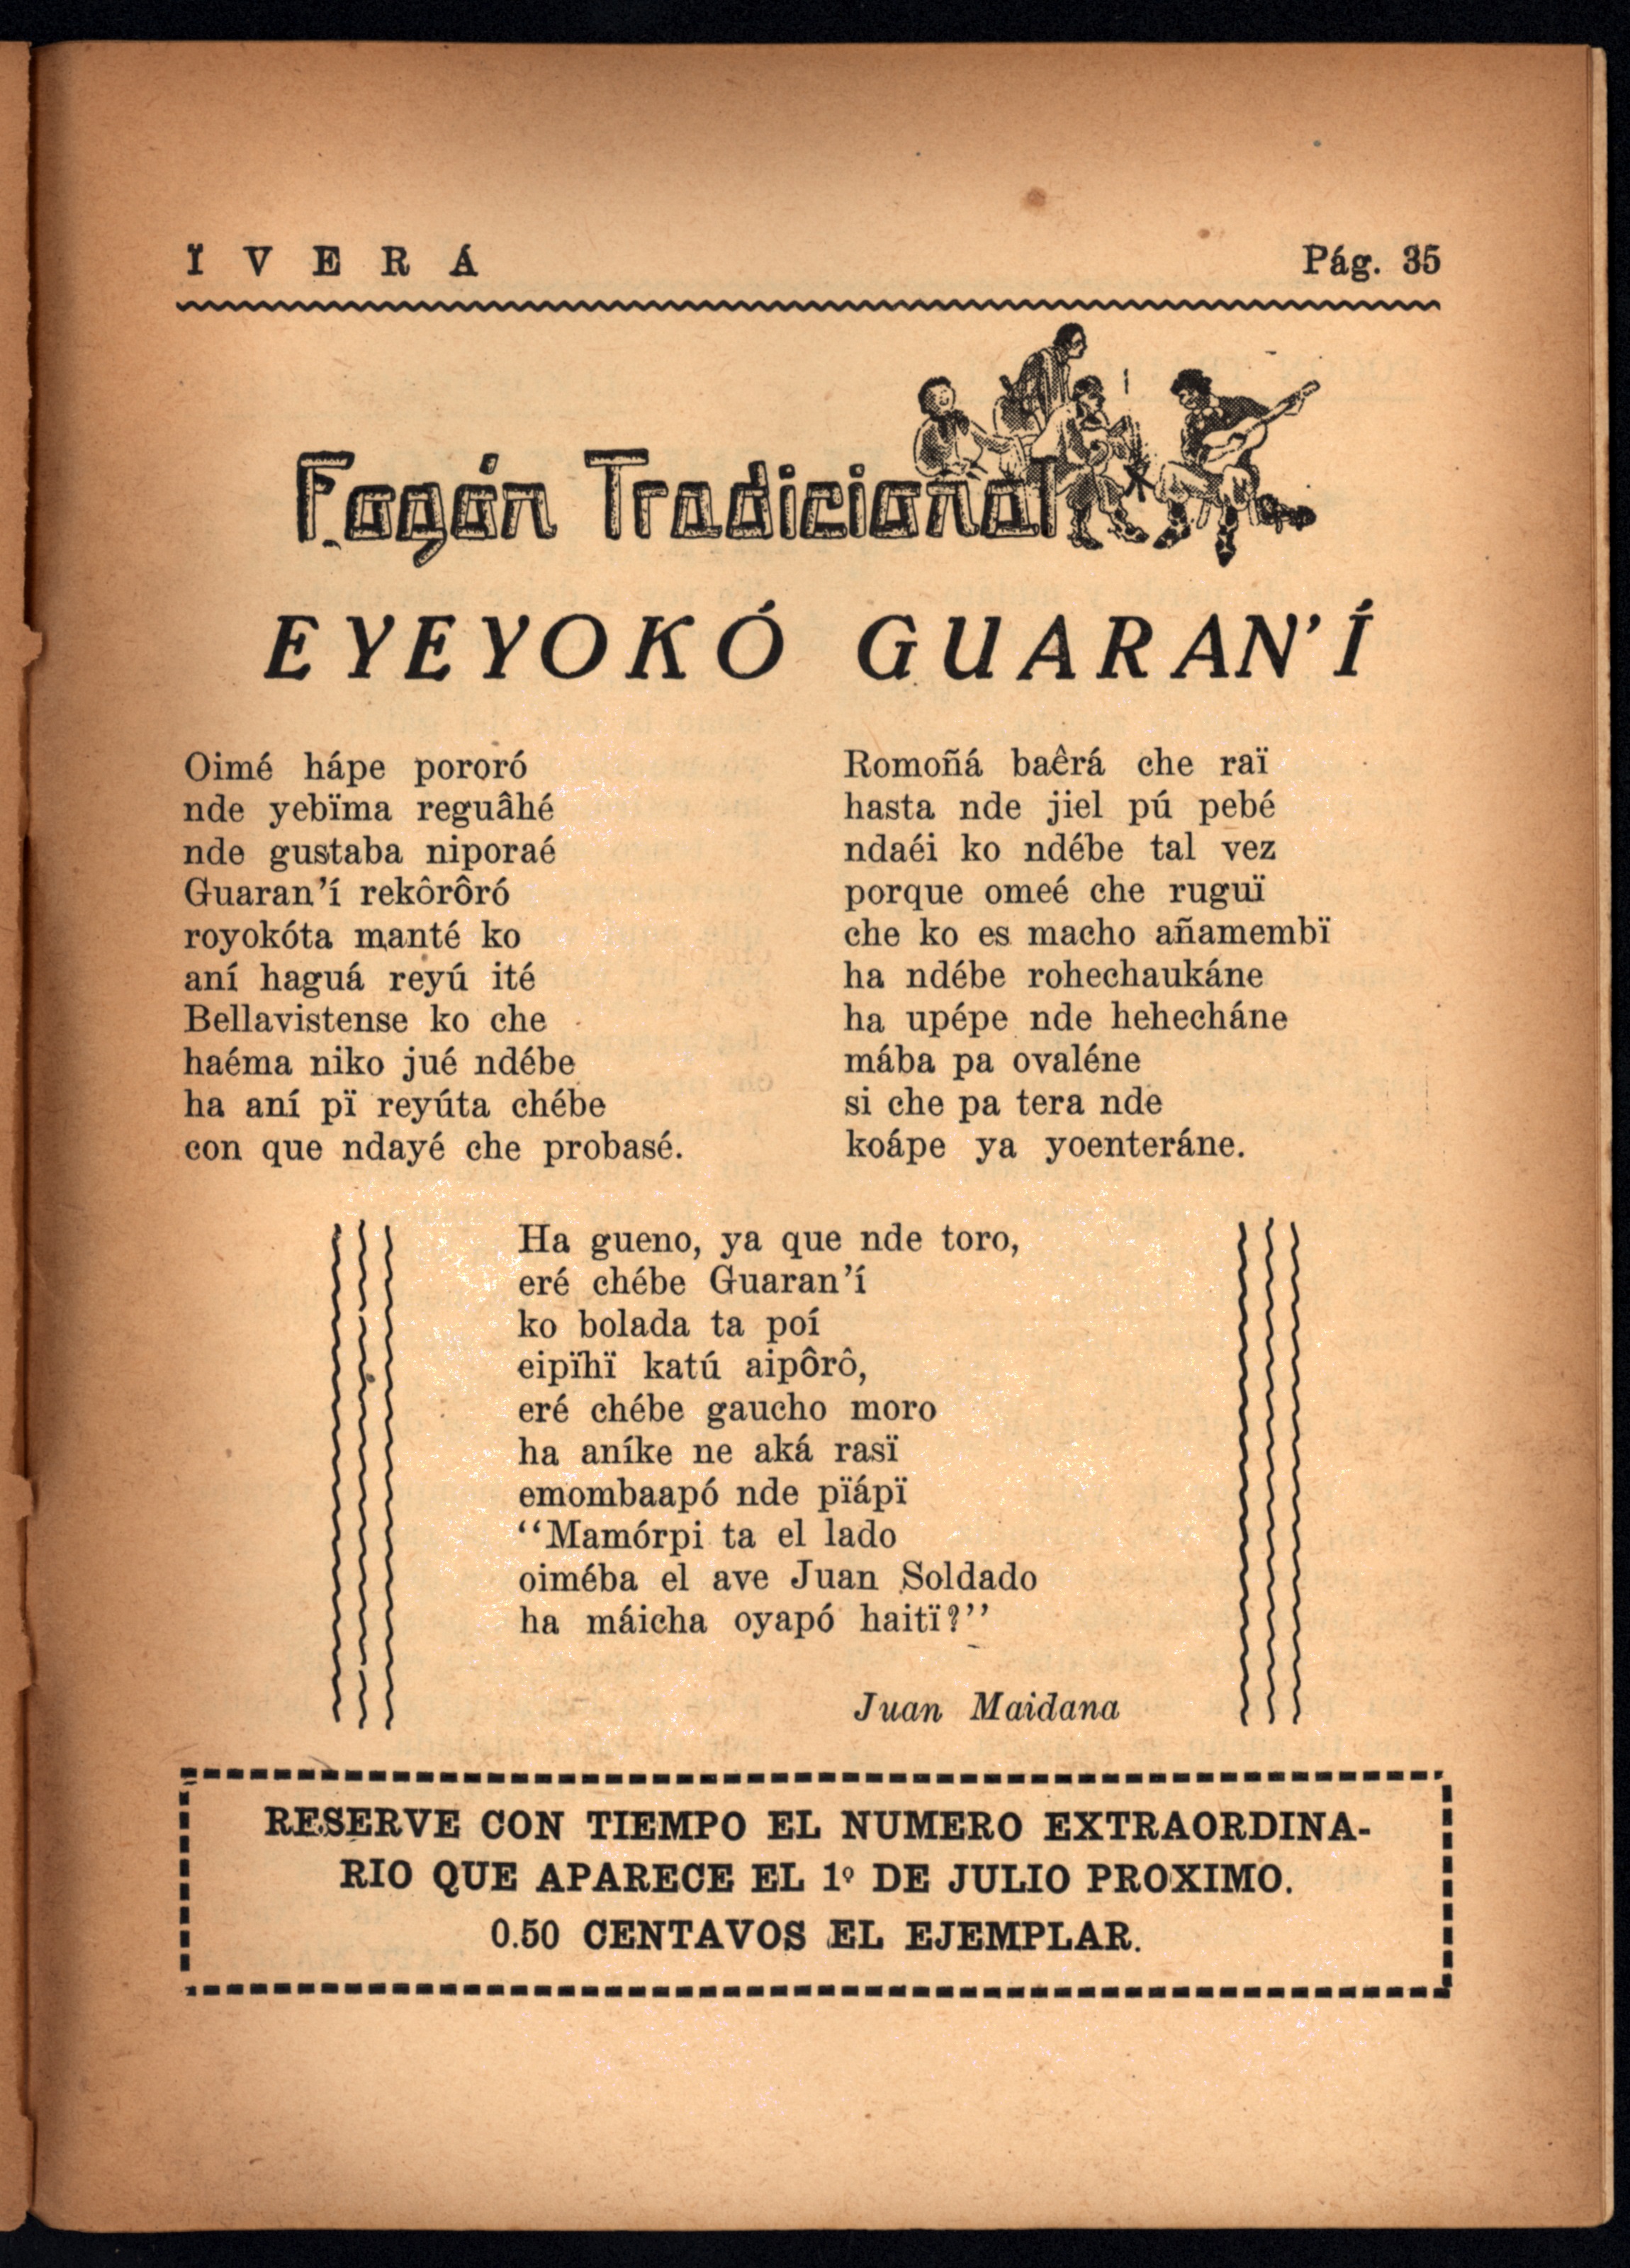 Ï V E R Á
Pág. 35
Fogón Tradicional
EYEYOKÓ GUARAN'Í
Oimé hápe pororó
nde yebïma reguâhé
nde gustaba niporaé
Guaran'í rekôrôró
royokóta manté ko
aní haguá reyú ité
Bellavistense ko che
haéma niko jué ndébe
ha aní pï reyúta chébe
con que ndayé che probasé.
Romoñá baêrá che raï
hasta nde jiel pú pebé
ndaéi ko ndébe tal vez
porque omeé che ruguï
che ko es macho añamembï
ha ndébe rohechaukáne
ha upépe nde hehecháne
mába pa ovaléne
si che pa tera nde
koápe ya yoenteráne.
Ha gueno, ya que nde toro,
eré chébe Guaran'í
ko bolada ta poí
eipïhï katú aipôrô,
eré chébe gaucho moro
ha aníke ne aká rasï
emombaapó nde pïápï
"Mamórpi ta el lado
oiméba el ave Juan Soldado
ha máicha oyapó haitï?"
Juan Maidana
RESERVE CON TIEMPO EL NUMERO EXTRAORDINA-
RIO QUE APARECE EL 1º DE JULIO PROXIMO.
0.50 CENTAVOS EL EJEMPLAR.